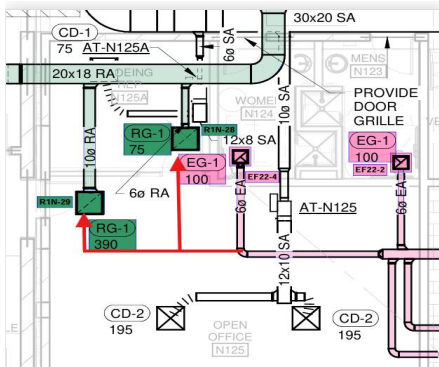 30x20 SA
CD-1
75
AT-N125A
6ø SA
20x18 RA
N125A
MENS
N123
PROVIDE
DOOR
GRILLE
WOMEN
N124
10ø SA
10ø RA
RG-1
75
R1N-28
12x8 SA
EG-1
100
EG-1
100
EF22-4
EF22-2
6ø RA
6ø EA
6ø EA
R1N-29
RG-1
390
AT-N125
12x10 SA
CD-2
195
CD-2
195
OPEN
OFFICE
N125